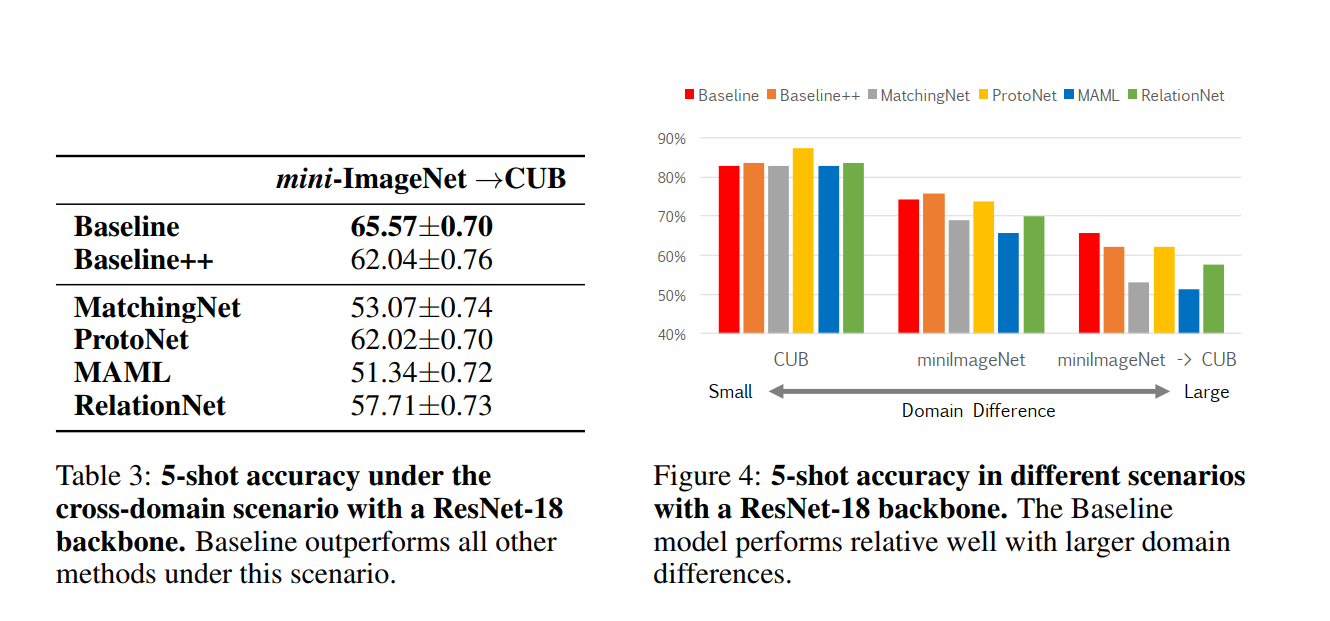 mini-ImageNet →CUB
Baseline 65.57±0.70
Baseline++ 62.04±0.76
MatchingNet 53.07±0.74
ProtoNet 62.02±0.70
MAML 51.34±0.72
RelationNet 57.71±0.73
Table 3: 5-shot accuracy under the
cross-domain scenario with a ResNet-18
backbone. Baseline outperforms all other
methods under this scenario.
Baseline Baseline++ MatchingNet ProtoNet MAML RelationNet
90%
80%
70%
60%
50%
40%
CUB miniImageNet miniImageNet -> CUB
Small Large
Domain Difference
Figure 4: 5-shot accuracy in different scenarios
with a ResNet-18 backbone. The Baseline
model performs relative well with larger domain
differences.